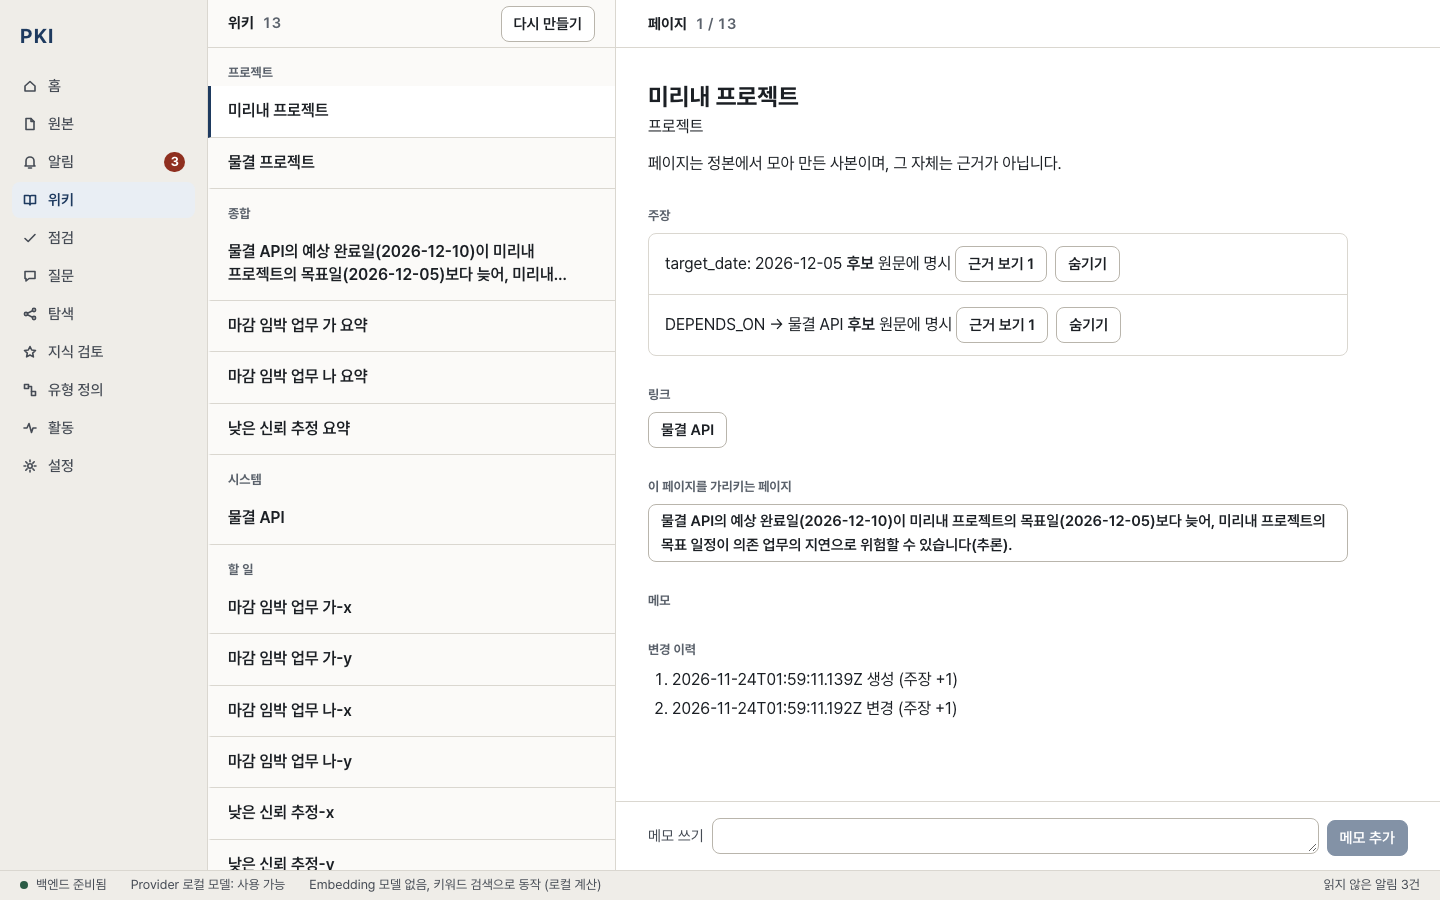 PKI
홈
원본
알림 3
위키
점검
질문
탐색
지식 검토
유형 정의
활동
설정
위키 13
다시 만들기
프로젝트
미리내 프로젝트
물결 프로젝트
종합
물결 API의 예상 완료일(2026-12-10)이 미리내
프로젝트의 목표일(2026-12-05)보다 늦어, 미리내...
마감 임박 업무 가 요약
마감 임박 업무 나 요약
낮은 신뢰 추정 요약
시스템
물결 API
할 일
마감 임박 업무 가-x
마감 임박 업무 가-y
마감 임박 업무 나-x
마감 임박 업무 나-y
낮은 신뢰 추정-x
낮은 신뢰 추정-y
페이지 1 / 13
미리내 프로젝트
프로젝트
페이지는 정본에서 모아 만든 사본이며, 그 자체는 근거가 아닙니다.
주장
target_date: 2026-12-05 후보 원문에 명시 근거 보기 1 숨기기
DEPENDS_ON → 물결 API 후보 원문에 명시 근거 보기 1 숨기기
링크
물결 API
이 페이지를 가리키는 페이지
물결 API의 예상 완료일(2026-12-10)이 미리내 프로젝트의 목표일(2026-12-05)보다 늦어, 미리내 프로젝트의
목표 일정이 의존 업무의 지연으로 위험할 수 있습니다(추론).
메모
변경 이력
1. 2026-11-24T01:59:11.139Z 생성 (주장 +1)
2. 2026-11-24T01:59:11.192Z 변경 (주장 +1)
메모 쓰기
메모 추가
백엔드 준비됨 Provider 로컬 모델: 사용 가능 Embedding 모델 없음, 키워드 검색으로 동작 (로컬 계산)
읽지 않은 알림 3건